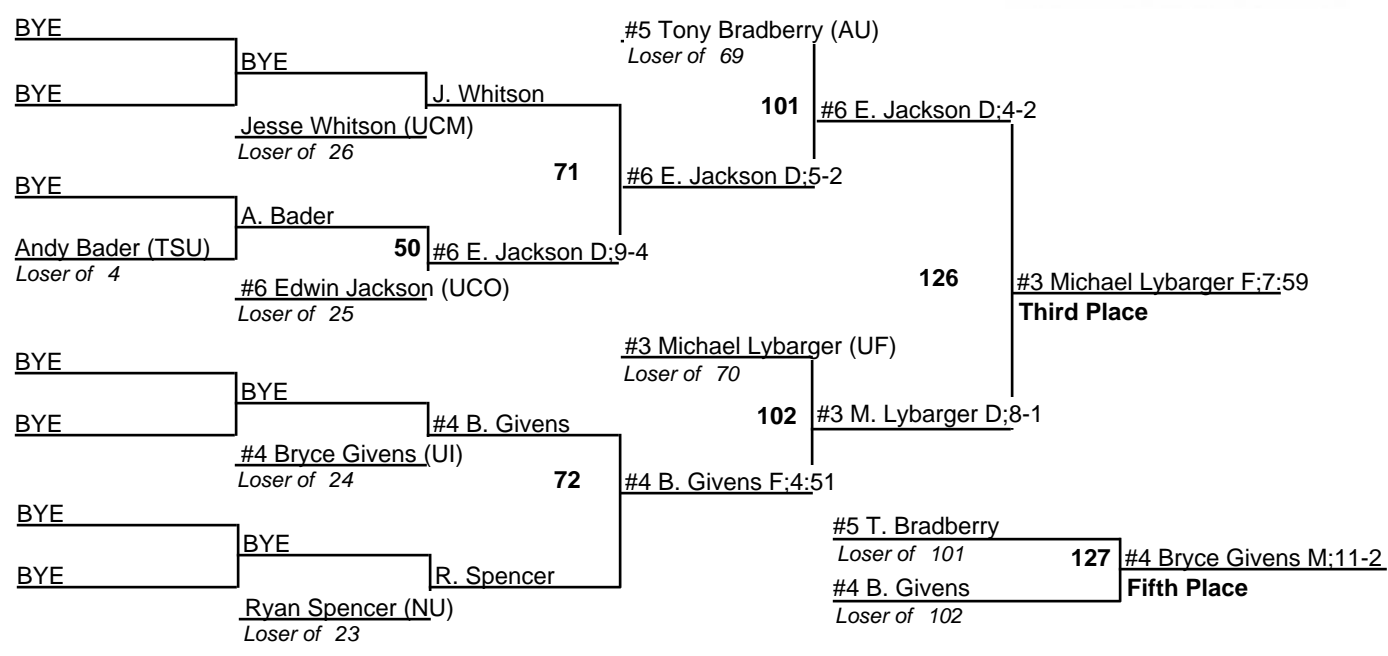 BYE
BYE
BYE
J. Whitson
Jesse Whitson (UCM)
Loser of 26
71
BYE
A. Bader
Andy Bader (TSU)
Loser of 4
50
#6 E. Jackson D;9-4
#6 Edwin Jackson (UCO)
Loser of 25
#5 Tony Bradberry (AU)
Loser of 69
101
#6 E. Jackson D;4-2
#6 E. Jackson D;5-2
126
#3 Michael Lybarger F;7:59
Third Place
BYE
BYE
BYE
#4 B. Givens
#4 Bryce Givens (UI)
Loser of 24
72
BYE
BYE
BYE
R. Spencer
Ryan Spencer (NU)
Loser of 23
#3 Michael Lybarger (UF)
Loser of 70
102
#3 M. Lybarger D;8-1
#4 B. Givens F;4:51
#5 T. Bradberry
Loser of 101
127
#4 Bryce Givens M;11-2
Fifth Place
#4 B. Givens
Loser of 102